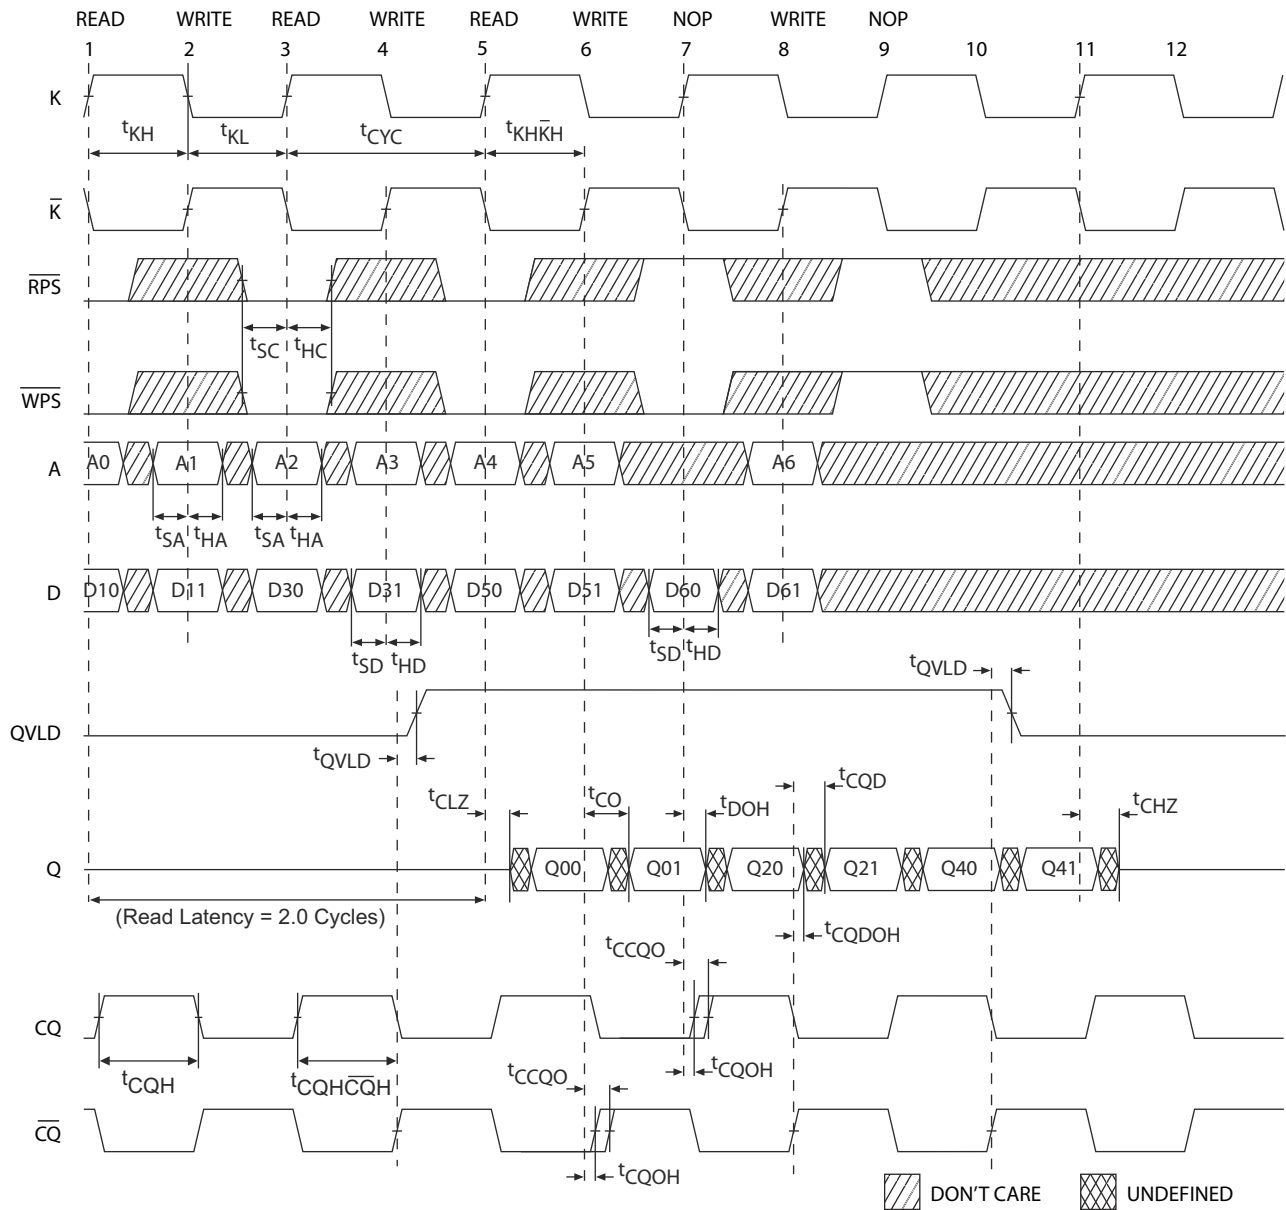 READ WRITE READ WRITE READ WRITE NOP WRITE NOP
1 2 3 4 5 6 7 8 9 10 11 12
K
tKH tKL tCYC tKHK̅H
K̅
R̅P̅S̅
tSC tHC
W̅P̅S̅
A A0 A1 A2 A3 A4 A5 A6
tSA tHA tSA tHA
D D10 D11 D30 D31 D50 D51 D60 D61
tSD tHD tSD tHD
tQVLD
QVLD
tQVLD
tCLZ tCO tDOH tCQD tCHZ
Q Q00 Q01 Q20 Q21 Q40 Q41
(Read Latency = 2.0 Cycles)
tCQDOH
tCCQO
CQ
tCQH tCQHC̅Q̅H tCCQO tCQOH
C̅Q̅
tCQOH
DON'T CARE UNDEFINED